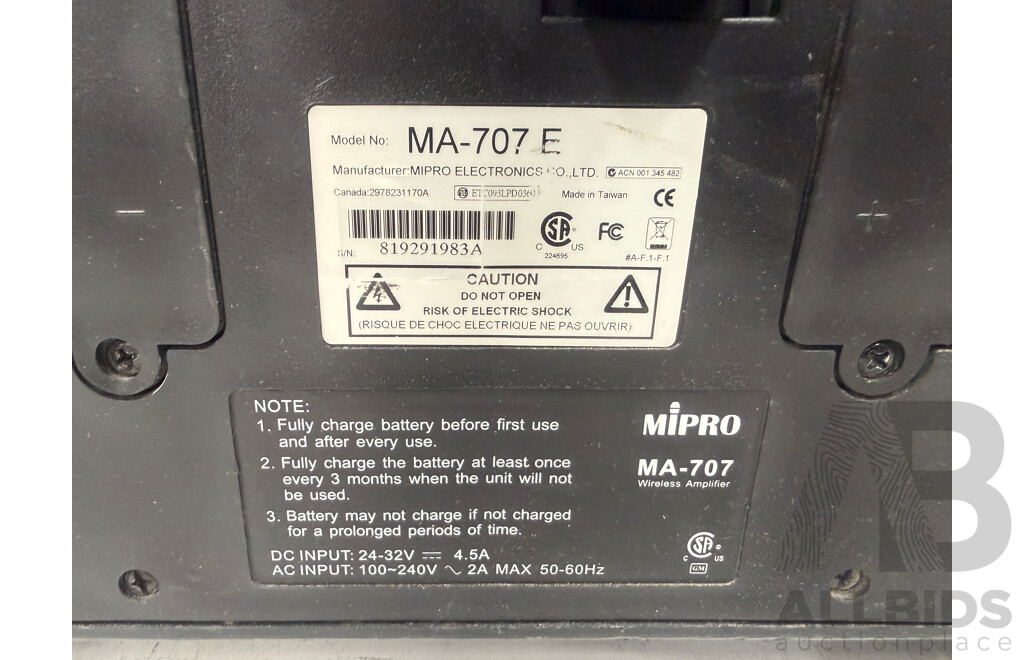 Model No: MA-707 E
Manufacturer:MIPRO ELECTRONICS CO.,LTD. ACN 001 345 482
Canada:2978231170A Made in Taiwan CE
C US FC
224695
S/N: 819291983A #A-F.1-F.1
CAUTION
DO NOT OPEN
RISK OF ELECTRIC SHOCK
(RISQUE DE CHOC ELECTRIQUE NE PAS OUVRIR)
− +
NOTE:
1. Fully charge battery before first use
and after every use.
2. Fully charge the battery at least once
every 3 months when the unit will not
be used.
3. Battery may not charge if not charged
for a prolonged periods of time.
DC INPUT: 24-32V ⎓ 4.5A
AC INPUT: 100~240V ∿ 2A MAX 50-60Hz
MIPRO
MA-707
Wireless Amplifier
C US
GM
AB
ALLBIDS
auctionplace